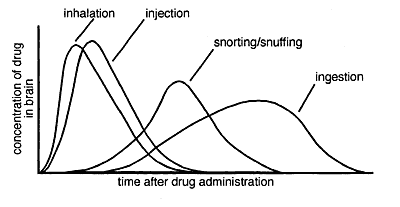 inhalation
injection
snorting/snuffing
ingestion
concentration of drug
in brain
time after drug administration